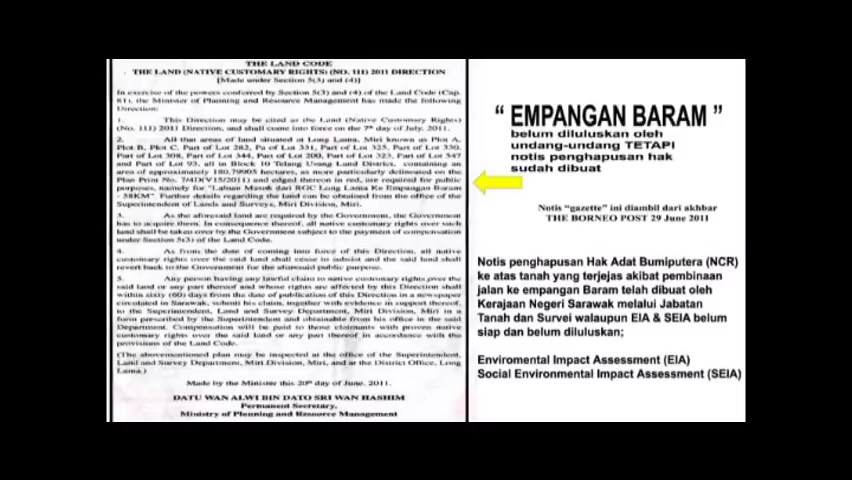 THE LAND CODE
THE LAND (NATIVE CUSTOMARY RIGHTS) (NO. 111) 2011 DIRECTION
[Made under Section 5(3) and (4)]
In exercise of the powers conferred by Section 5(3) and (4) of the Land Code (Cap.
81), the Minister of Planning and Resource Management has made the following
Direction:
1. This Direction may be cited as the Land (Native Customary Rights)
(No. 111) 2011 Direction, and shall come into force on the 7th day of July, 2011.
2. All that areas of land situated at Long Lama, Miri known as Plot A,
Plot B, Plot C, Part of Lot 282, Pa of Lot 331, Part of Lot 325, Part of Lot 330,
Part of Lot 308, Part of Lot 344, Part of Lot 200, Part of Lot 323, Part of Lot 547
and Part of Lot 93, all in Block 10 Telang Usang Land District, containing an
area of approximately 180.79905 hectares, as more particularly delineated on the
Plan Print No. and edged thereon in red, are required for public
purposes, namely for "Laluan Masuk dari ROC Long Lama Ke Empangan Baram
- 58KM". Further details regarding the land can be obtained from the office of the
Superintendent of Lands and Surveys, Miri Division, Miri.
3. As the aforesaid land are required by the Government, the Government
has to acquire them. In consequence thereof, all native customary rights over such
land shall be taken over by the Government subject to the payment of compensation
under Section 5(3) of the Land Code.
4. As from the date of coming into force of this Direction, all native
customary rights over the said land shall cease to subsist and the said land shall
revert back to the Government for the aforesaid public purpose.
5. Any person having any lawful claim to native customary rights over the
said land or any part thereof and whose rights are affected by this Direction shall
within sixty (60) days from the date of publication of this Direction in a newspaper
circulate in Sarawak, submit his claim, together with evidence in support thereof,
to the Superintendent, Land and Survey Department, Miri Division, Miri in a
form prescribed by the Superintendent and obtainable from his office in the said
Department. Compensation will be paid to those claimants with proven native
customary rights over the said land or any part thereof in accordance with the
provisions of the Land Code.
(The abovementioned plan may be inspected at the office of the Superintendent,
Land and Survey Department, Miri Division, Miri, and at the District Office, Long
Lama.)
Made by the Minister this 20th day of June, 2011.
DATU WAN ALWI BIN DATO SRI WAN HASHIM
Permanent Secretary,
Ministry of Planning and Resource Management
“ EMPANGAN BARAM ”
belum diluluskan oleh
undang-undang TETAPI
notis penghapusan hak
sudah dibuat
Notis “gazette” ini diambil dari akhbar
THE BORNEO POST 29 June 2011
Notis penghapusan Hak Adat Bumiputera (NCR)
ke atas tanah yang terjejas akibat pembinaan
jalan ke empangan Baram telah dibuat oleh
Kerajaan Negeri Sarawak melalui Jabatan
Tanah dan Survei walaupun EIA & SEIA belum
siap dan belum diluluskan;
Enviromental Impact Assessment (EIA)
Social Environmental Impact Assessment (SEIA)